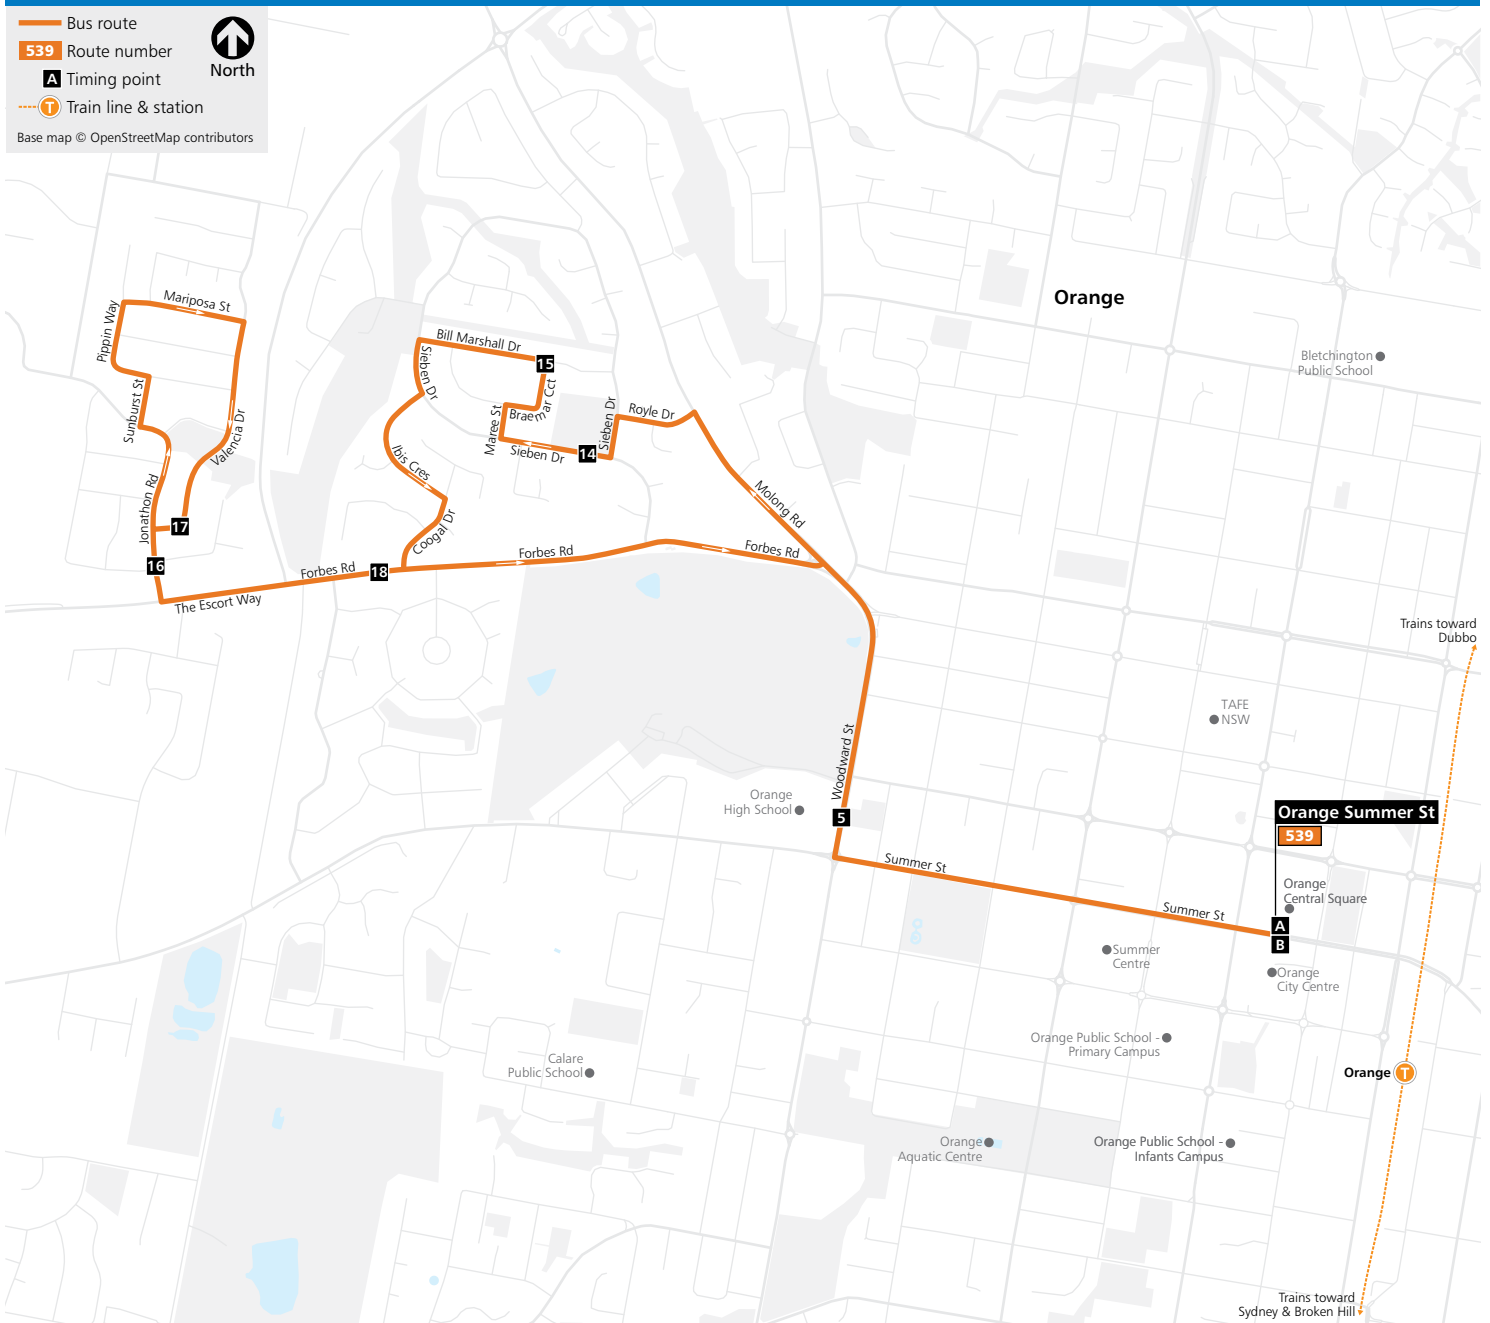 Bus route
539 Route number
A Timing point
T Train line & station
North
Base map © OpenStreetMap contributors
Orange
Bletchington
Public School
Mariposa St
Pippin Way
Sunburst St
Valencia Dr
Jonathon Rd
17
16
The Escort Way
Forbes Rd
18
Bill Marshall Dr
15
Sieben Dr
Braemar Cct
Maree St
Sieben Dr
14
Sieben Dr
Royle Dr
Ibis Cres
Coogal Dr
Molong Rd
Forbes Rd
Forbes Rd
Trains toward
Dubbo
TAFE
NSW
Woodward St
Orange
High School
5
Orange Summer St
539
Summer St
Summer St
Orange
Central Square
A
B
Summer
Centre
Orange
City Centre
Orange Public School -
Primary Campus
Calare
Public School
Orange T
Orange
Aquatic Centre
Orange Public School -
Infants Campus
Trains toward
Sydney & Broken Hill